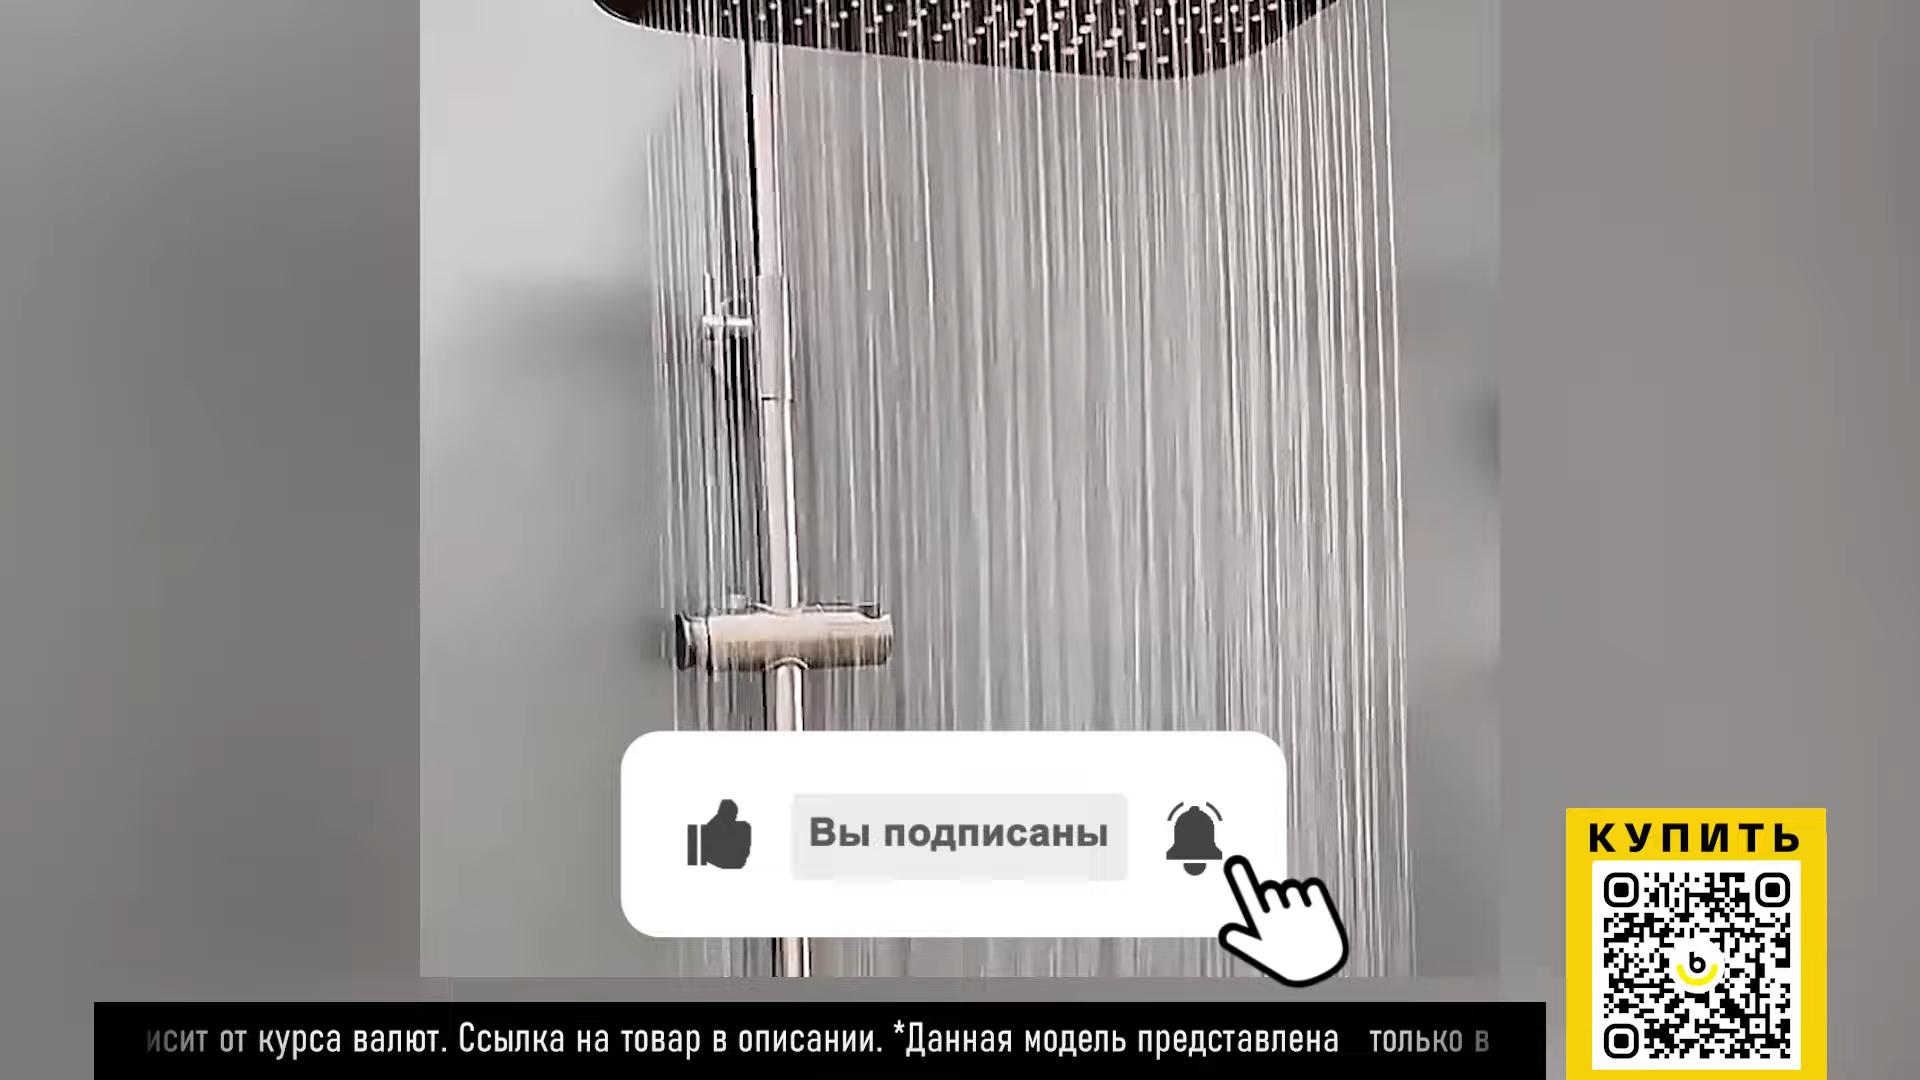 Вы подписаны
КУПИТЬ
b
исит от курса валют. Ссылка на товар в описании. *Данная модель представлена только в